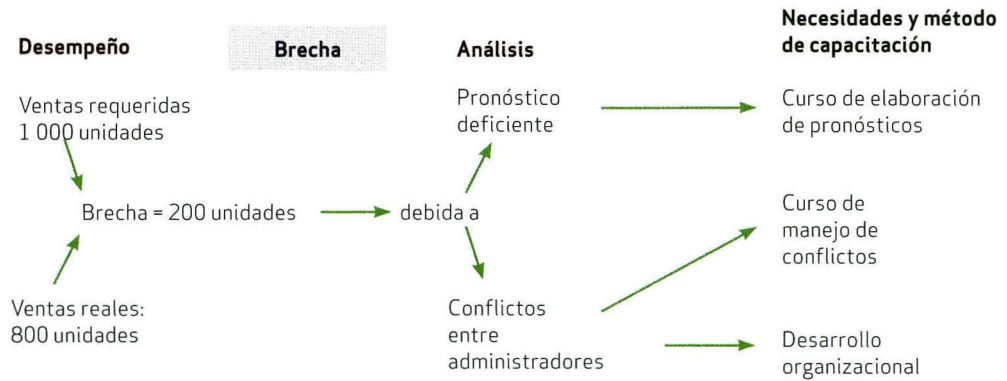 Desempeño
Brecha
Análisis
Necesidades y método
de capacitación
Ventas requeridas
1 000 unidades
Pronóstico
deficiente
Curso de elaboración
de pronósticos
Brecha = 200 unidades
debida a
Curso de
manejo de
conflictos
Ventas reales:
800 unidades
Conflictos
entre
administradores
Desarrollo
organizacional